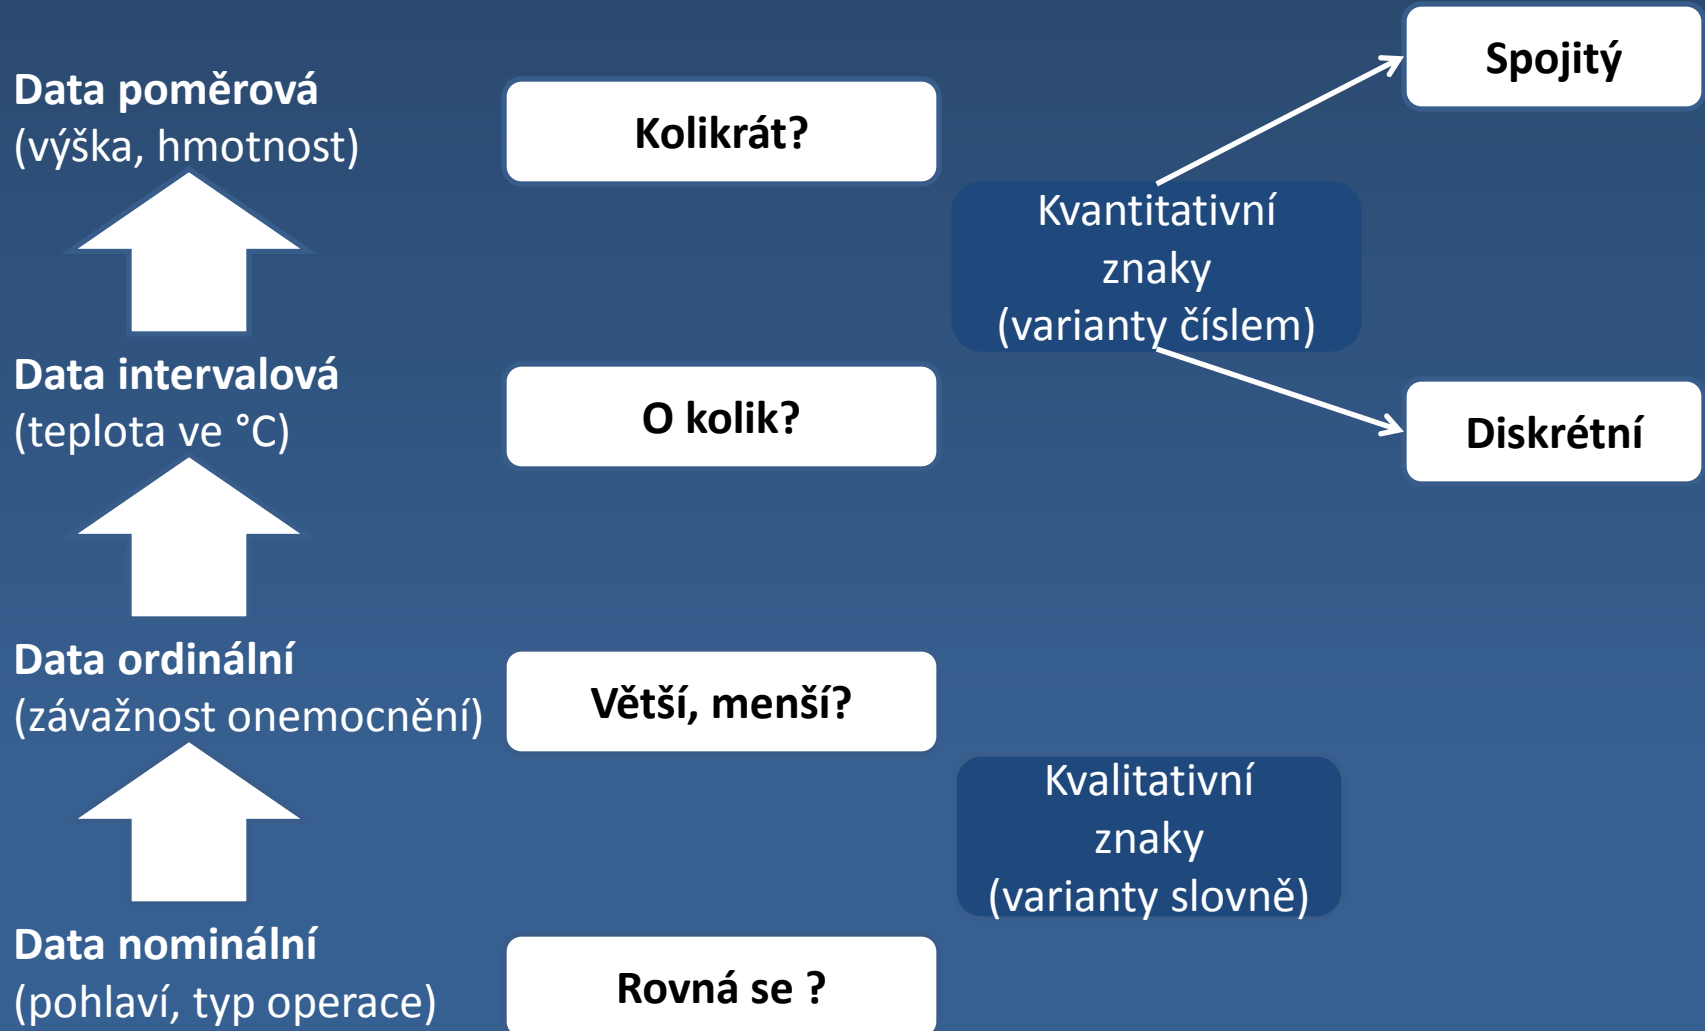 Data poměrová
(výška, hmotnost)
Kolikrát?
Spojitý
Kvantitativní
znaky
(varianty číslem)
Data intervalová
(teplota ve °C)
O kolik?
Diskrétní
Data ordinální
(závažnost onemocnění)
Větší, menší?
Kvalitativní
znaky
(varianty slovně)
Data nominální
(pohlaví, typ operace)
Rovná se ?